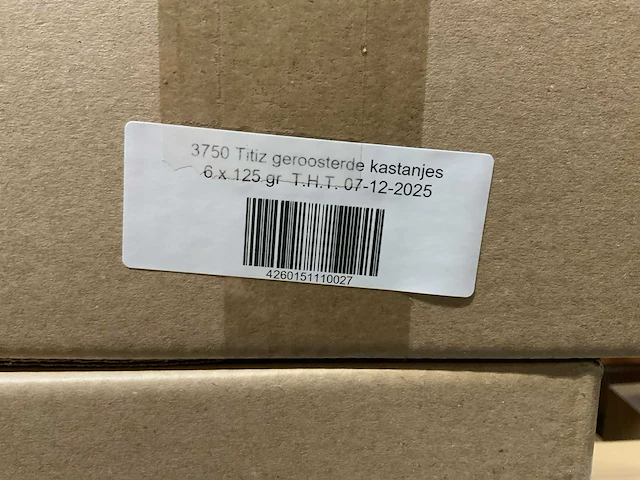 3750 Titiz geroosterde kastanjes
6 x 125 gr T.H.T. 07-12-2025
4260151110027